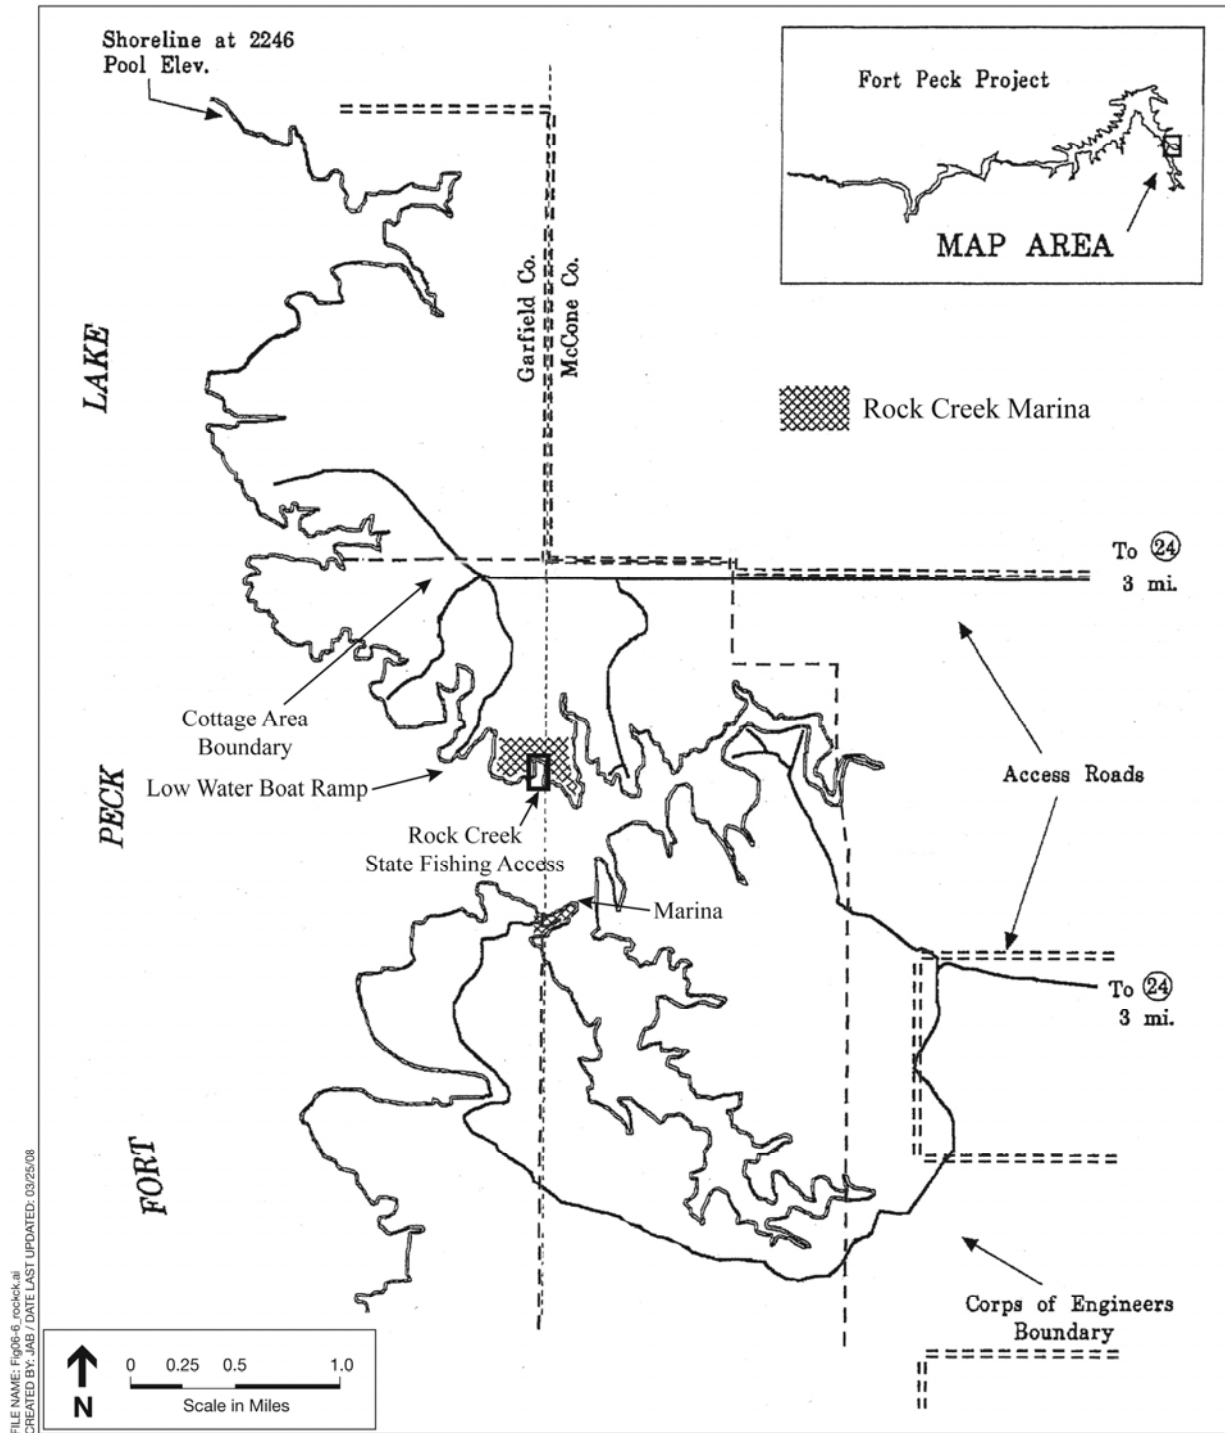 Shoreline at 2246
Pool Elev.
Fort Peck Project
MAP AREA
Garfield Co.
McCone Co.
LAKE
Rock Creek Marina
To 24
3 mi.
Cottage Area
Boundary
Low Water Boat Ramp
PECK
Access Roads
Rock Creek
State Fishing Access
Marina
To 24
3 mi.
FORT
Corps of Engineers
Boundary
N
0 0.25 0.5 1.0
Scale in Miles
FILE NAME: Fig06-6_rockck.ai
CREATED BY: JAB / DATE LAST UPDATED: 03/25/08